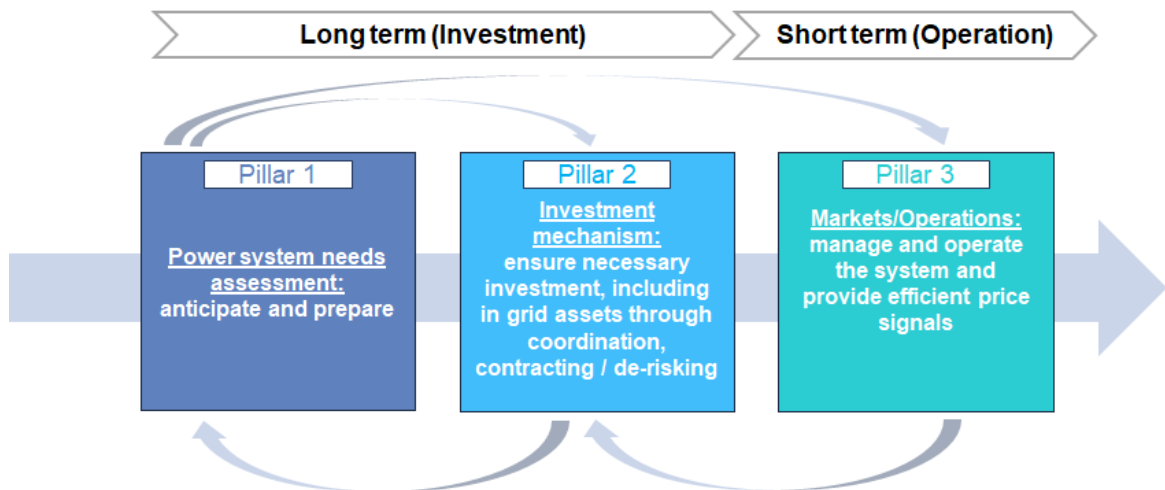 Long term (Investment)
Short term (Operation)
Pillar 1
Power system needs
assessment:
anticipate and prepare
Pillar 2
Investment
mechanism:
ensure necessary
investment, including
in grid assets through
coordination,
contracting / de-risking
Pillar 3
Markets/Operations:
manage and operate
the system and
provide efficient price
signals